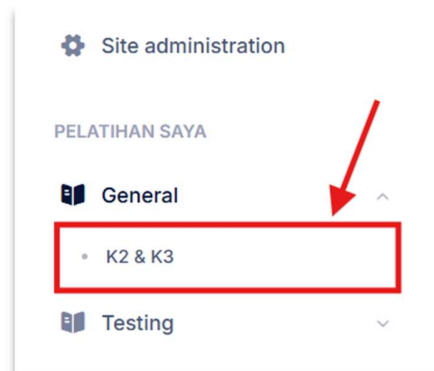 Site administration
PELATIHAN SAYA
General
K2 & K3
Testing